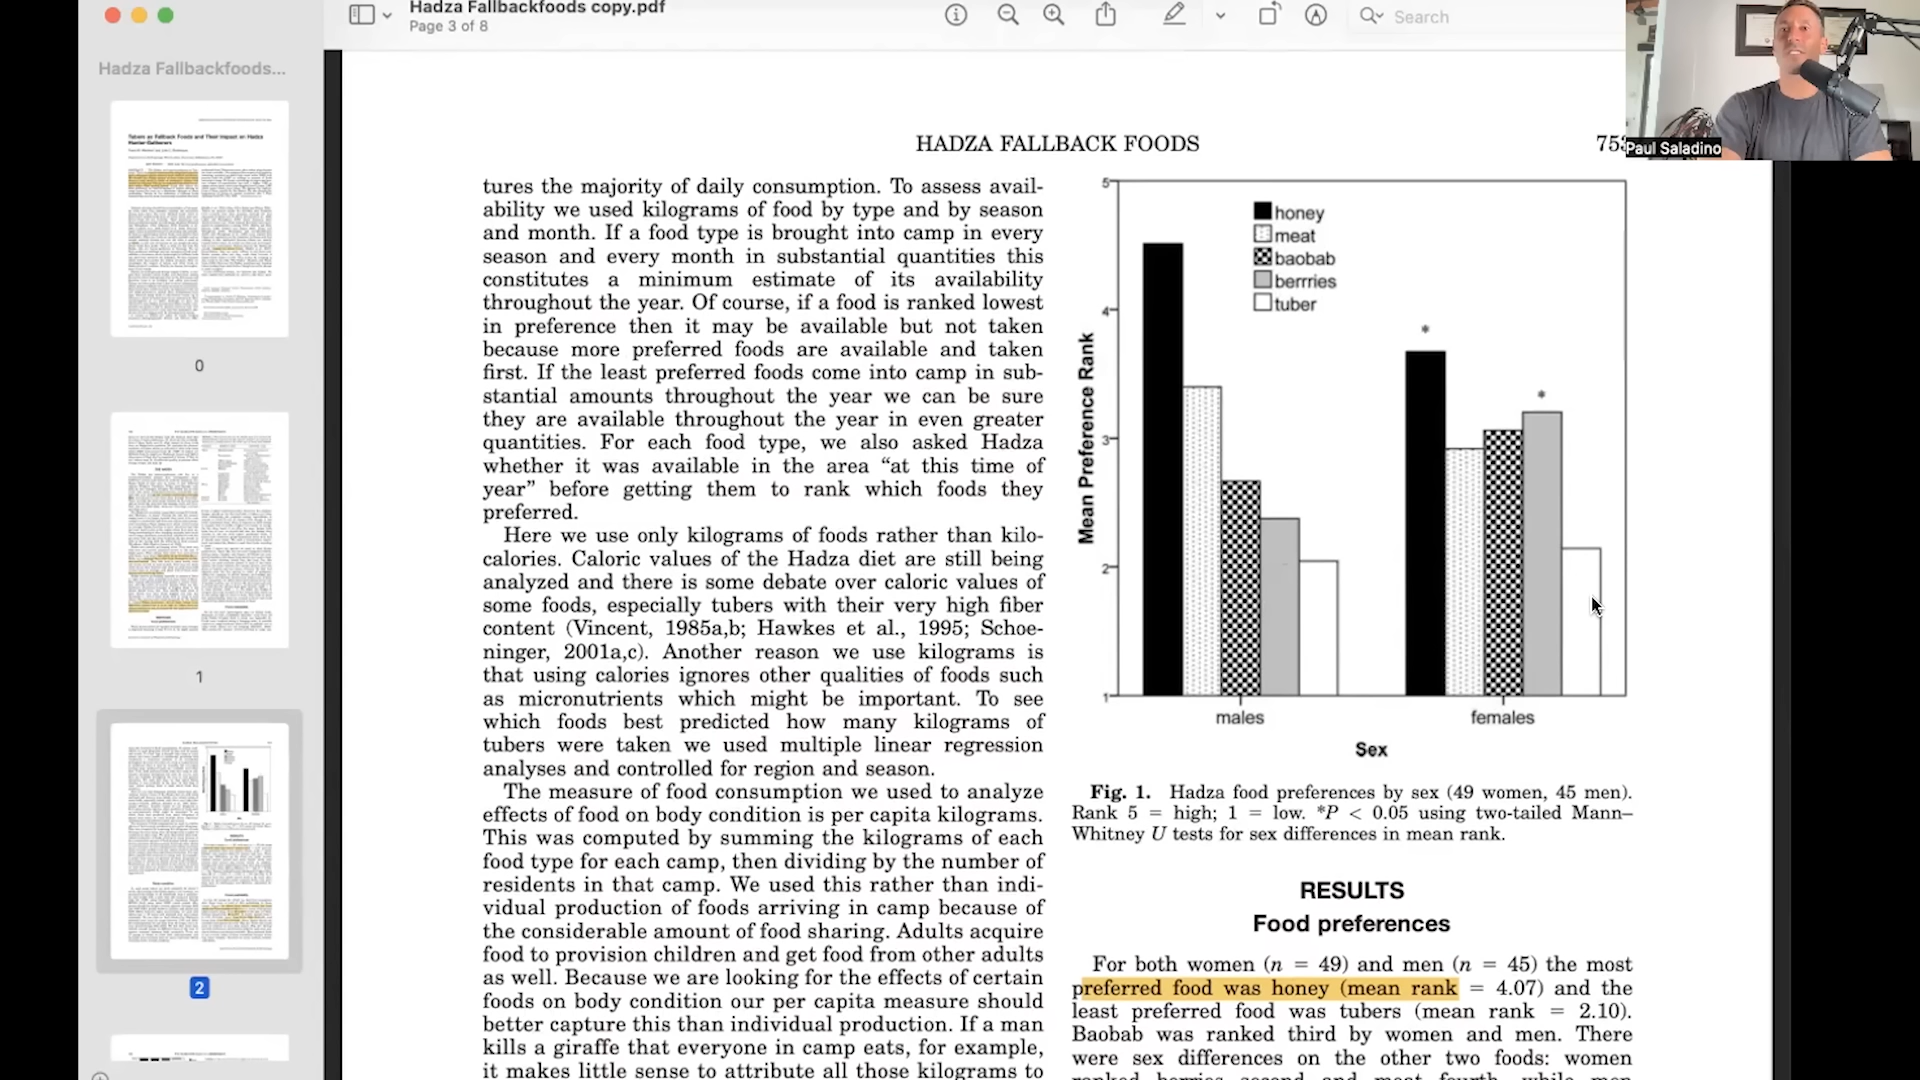 Hadza Fallbackfoods copy.pdf
Page 3 of 8
Search
Paul Saladino
Hadza Fallbackfoods...
Tubers as Fallback Foods and Their Impact on Hadza
Hunter-Gatherers
0
1
2
HADZA FALLBACK FOODS
753
tures the majority of daily consumption. To assess avail-
ability we used kilograms of food by type and by season
and month. If a food type is brought into camp in every
season and every month in substantial quantities this
constitutes a minimum estimate of its availability
throughout the year. Of course, if a food is ranked lowest
in preference then it may be available but not taken
because more preferred foods are available and taken
first. If the least preferred foods come into camp in sub-
stantial amounts throughout the year we can be sure
they are available throughout the year in even greater
quantities. For each food type, we also asked Hadza
whether it was available in the area “at this time of
year” before getting them to rank which foods they
preferred.
Here we use only kilograms of foods rather than kilo-
calories. Caloric values of the Hadza diet are still being
analyzed and there is some debate over caloric values of
some foods, especially tubers with their very high fiber
content (Vincent, 1985a,b; Hawkes et al., 1995; Schoe-
ninger, 2001a,c). Another reason we use kilograms is
that using calories ignores other qualities of foods such
as micronutrients which might be important. To see
which foods best predicted how many kilograms of
tubers were taken we used multiple linear regression
analyses and controlled for region and season.
The measure of food consumption we used to analyze
effects of food on body condition is per capita kilograms.
This was computed by summing the kilograms of each
food type for each camp, then dividing by the number of
residents in that camp. We used this rather than indi-
vidual production of foods arriving in camp because of
the considerable amount of food sharing. Adults acquire
food to provision children and get food from other adults
as well. Because we are looking for the effects of certain
foods on body condition our per capita measure should
better capture this than individual production. If a man
kills a giraffe that everyone in camp eats, for example,
it makes little sense to attribute all those kilograms to
5
4
3
2
1
Mean Preference Rank
honey
meat
baobab
berrries
tuber
*
*
males
females
Sex
Fig. 1. Hadza food preferences by sex (49 women, 45 men).
Rank 5 = high; 1 = low. *P < 0.05 using two-tailed Mann–
Whitney U tests for sex differences in mean rank.
RESULTS
Food preferences
For both women (n = 49) and men (n = 45) the most
preferred food was honey (mean rank = 4.07) and the
least preferred food was tubers (mean rank = 2.10).
Baobab was ranked third by women and men. There
were sex differences on the other two foods: women
ranked berries second and meat fourth, while men